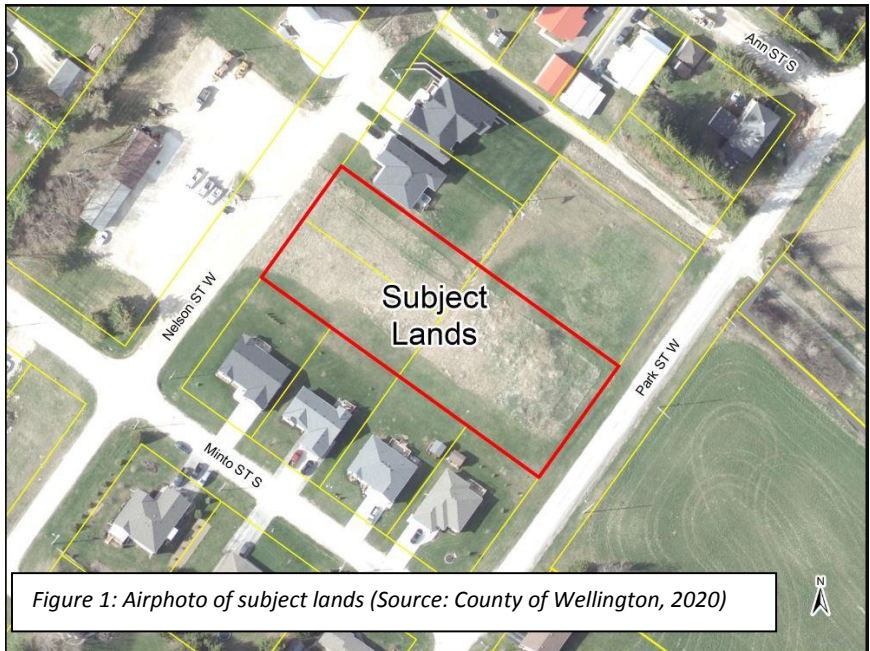 Ann ST S
Nelson ST W
Subject
Lands
Park ST W
Minto ST S
Figure 1: Airphoto of subject lands (Source: County of Wellington, 2020)
N